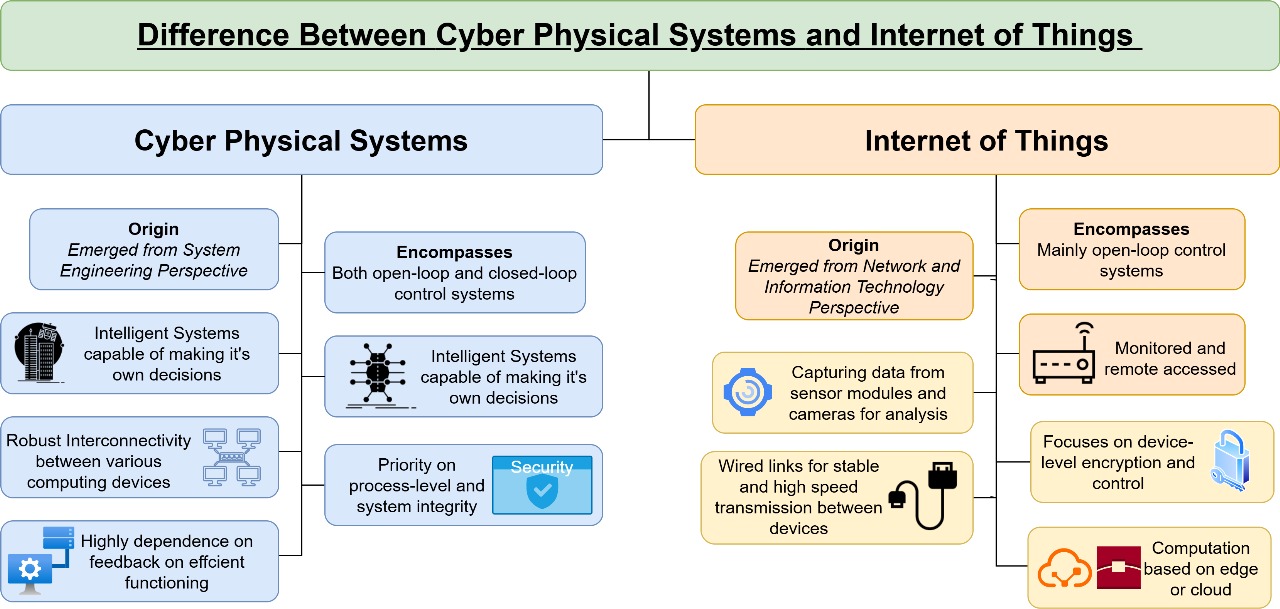 Difference Between Cyber Physical Systems and Internet of Things
Cyber Physical Systems
Origin
Emerged from System
Engineering Perspective
Encompasses
Both open-loop and closed-loop
control systems
Intelligent Systems
capable of making it's
own decisions
Intelligent Systems
capable of making it's
own decisions
Robust Interconnectivity
between various
computing devices
Priority on
process-level and
system integrity
Security
Highly dependence on
feedback on effcient
functioning
Internet of Things
Origin
Emerged from Network and
Information Technology
Perspective
Encompasses
Mainly open-loop control
systems
Capturing data from
sensor modules and
cameras for analysis
Monitored and
remote accessed
Wired links for stable
and high speed
transmission between
devices
Focuses on device-
level encryption and
control
Computation
based on edge
or cloud